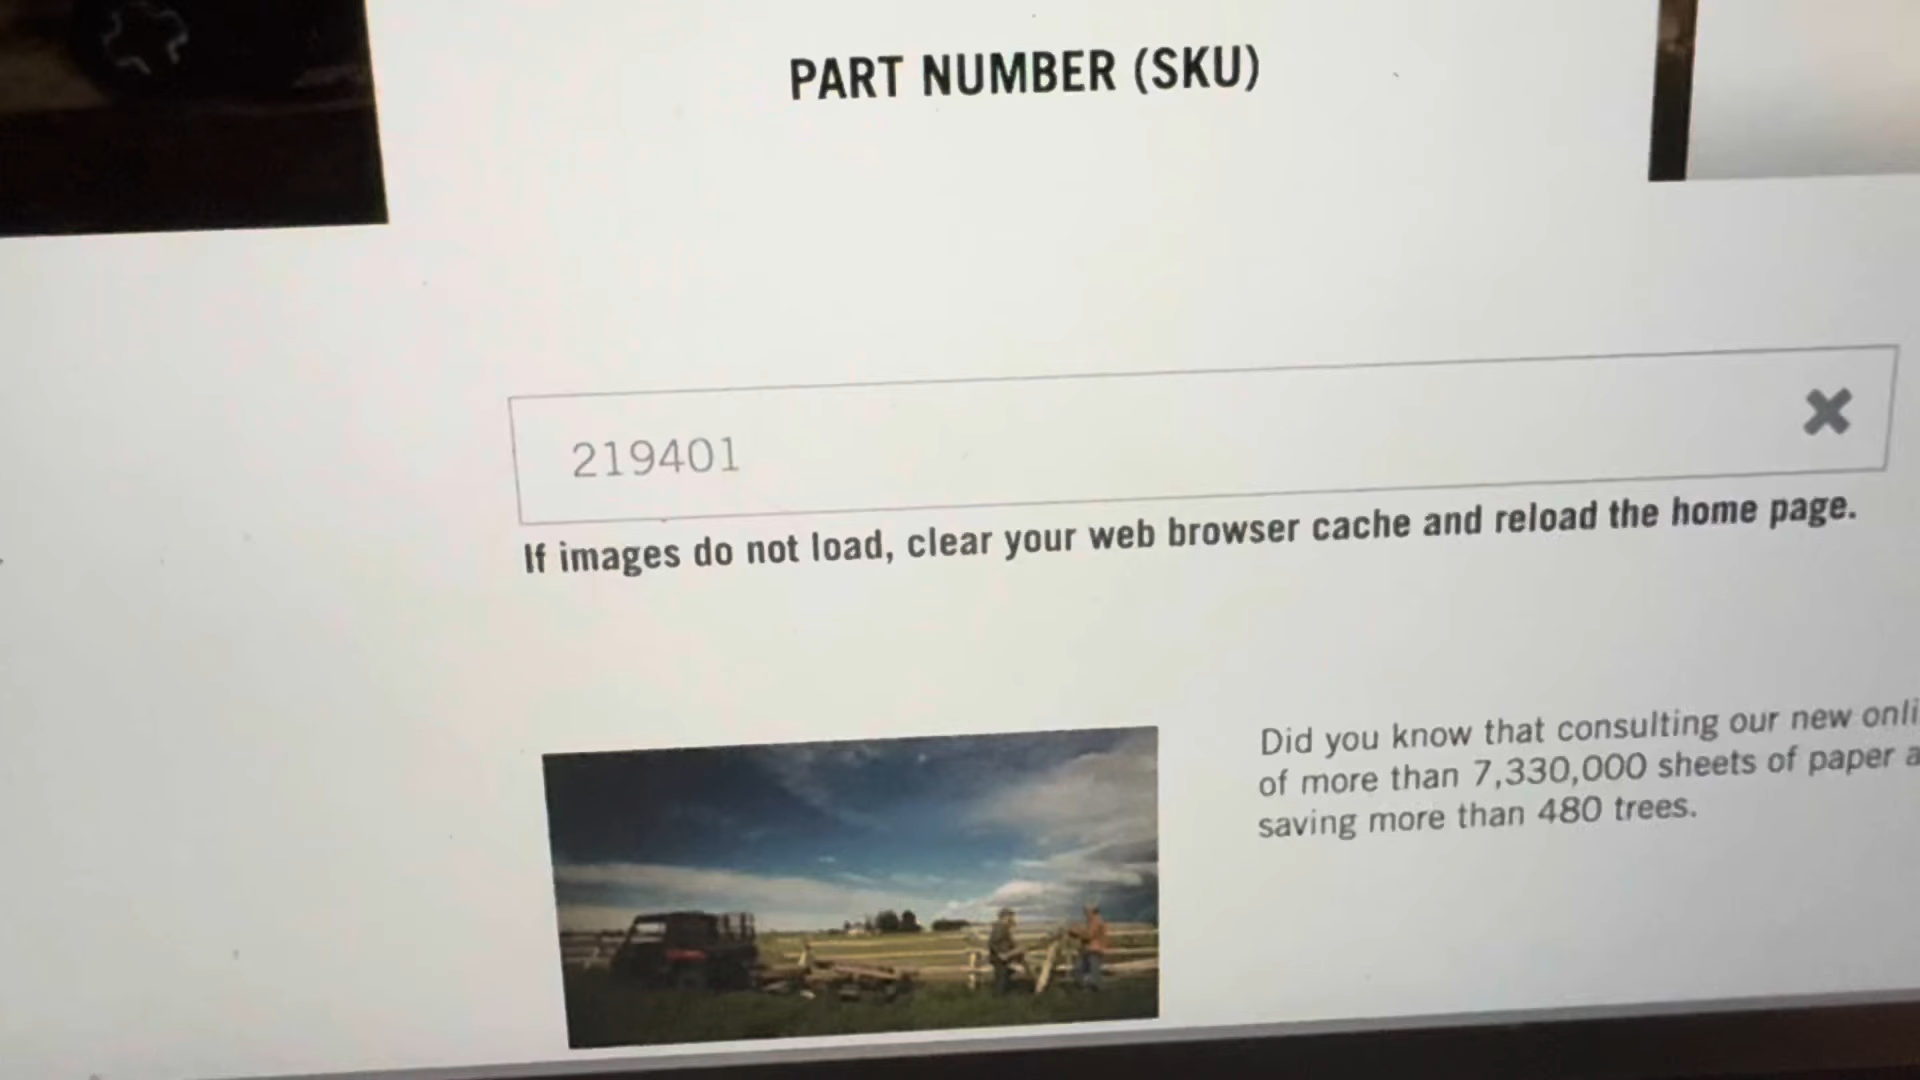 PART NUMBER (SKU)
219401
If images do not load, clear your web browser cache and reload the home page.
Did you know that consulting our new
of more than 7,330,000 sheets of paper
saving more than 480 trees.